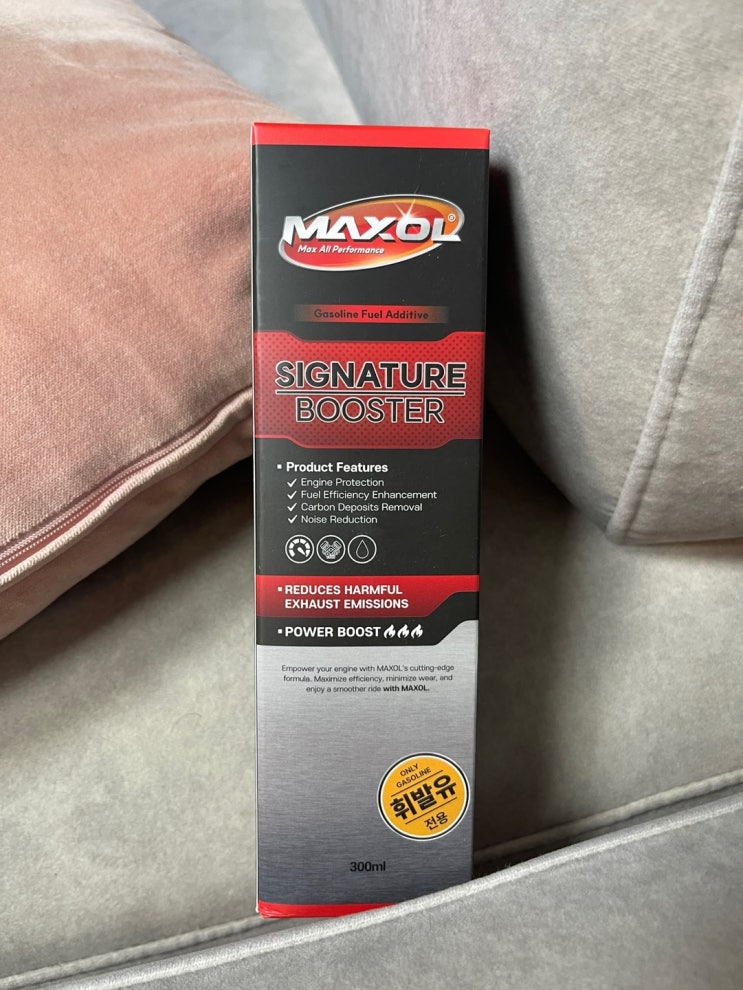 MAXOL®
Max All Performance
Gasoline Fuel Additive
SIGNATURE
BOOSTER
▪ Product Features
✓ Engine Protection
✓ Fuel Efficiency Enhancement
✓ Carbon Deposits Removal
✓ Noise Reduction
▪ REDUCES HARMFUL
EXHAUST EMISSIONS
▪ POWER BOOST
Empower your engine with MAXOL's cutting-edge
formula. Maximize efficiency, minimize wear, and
enjoy a smoother ride with MAXOL.
ONLY
GASOLINE
휘발유
전용
300ml